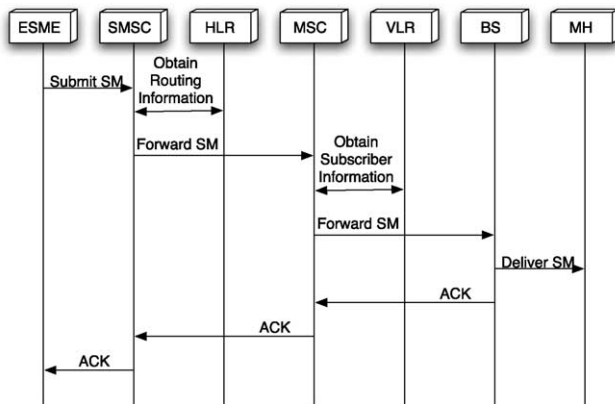 ESME SMSC HLR MSC VLR BS MH
Obtain
Routing
Information
Submit SM
Forward SM
Obtain
Subscriber
Information
Forward SM
Deliver SM
ACK
ACK
ACK